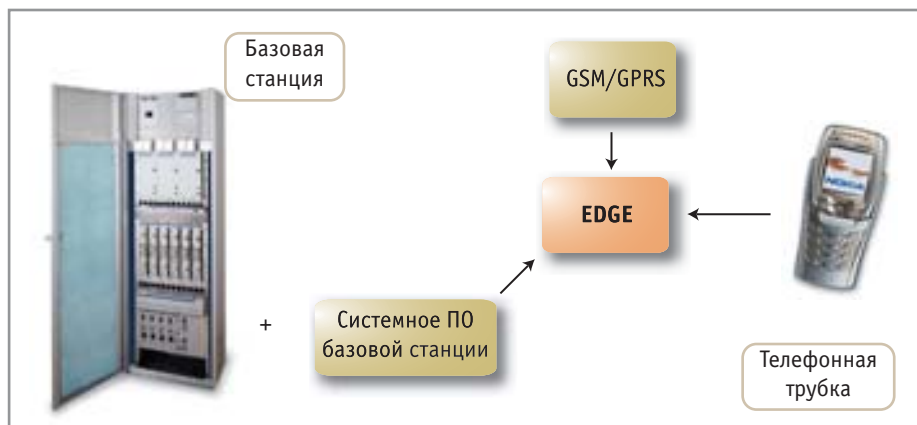 Базовая
станция
GSM/GPRS
NOKIA
EDGE
+
Системное ПО
базовой станции
Телефонная
трубка